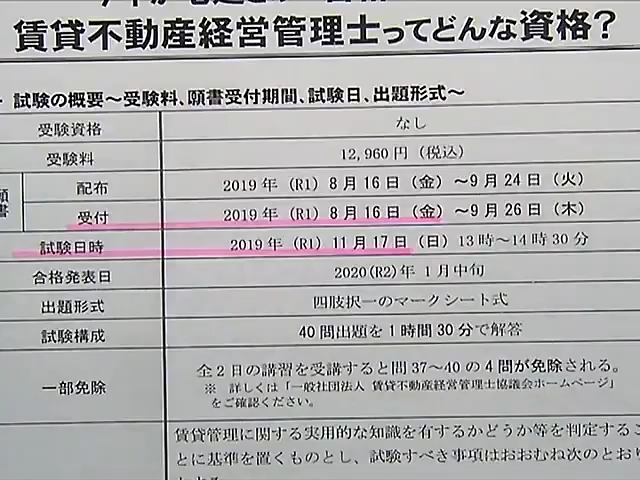 賃貸不動産経営管理士ってどんな資格？
試験の概要～受験料、願書受付期間、試験日、出題形式～
受験資格 なし
受験料 12,960円（税込）
願書 配布 2019年（R1）8月16日（金）～9月24日（火）
受付 2019年（R1）8月16日（金）～9月26日（木）
試験日時 2019年（R1）11月17日（日）13時～14時30分
合格発表日 2020(R2)年1月中旬
出題形式 四肢択一のマークシート式
試験構成 40問出題を1時間30分で解答
一部免除 全2日の講習を受講すると問37～40の4問が免除される。
※ 詳しくは「一般社団法人 賃貸不動産経営管理士協議会ホームページ」
をご確認ください。
賃貸管理に関する実用的な知識を有するかどうか等を判定するこ
とに基準を置くものとし、試験すべき事項はおおむね次のとおり